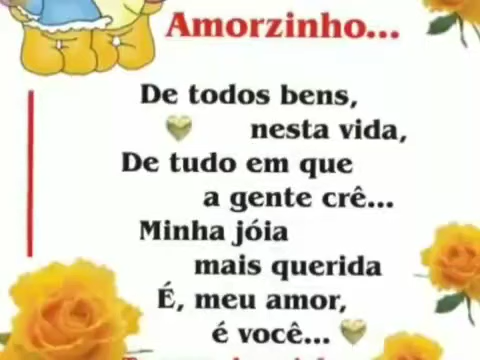 Amorzinho...
De todos bens,
nesta vida,
De tudo em que
a gente crê...
Minha jóia
mais querida
É, meu amor,
é você...